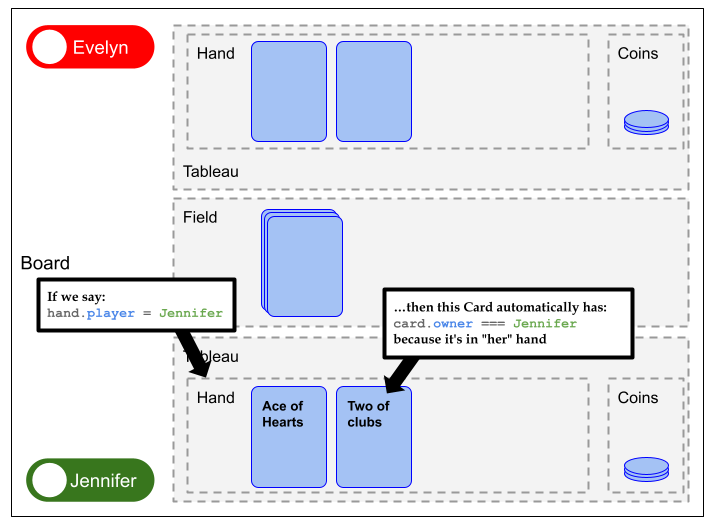 Evelyn
Hand
Coins
Tableau
Field
Board
If we say:
hand.player = Jennifer
…then this Card automatically has:
card.owner === Jennifer
because it's in "her" hand
Tableau
Hand
Ace of
Hearts
Two of
clubs
Coins
Jennifer